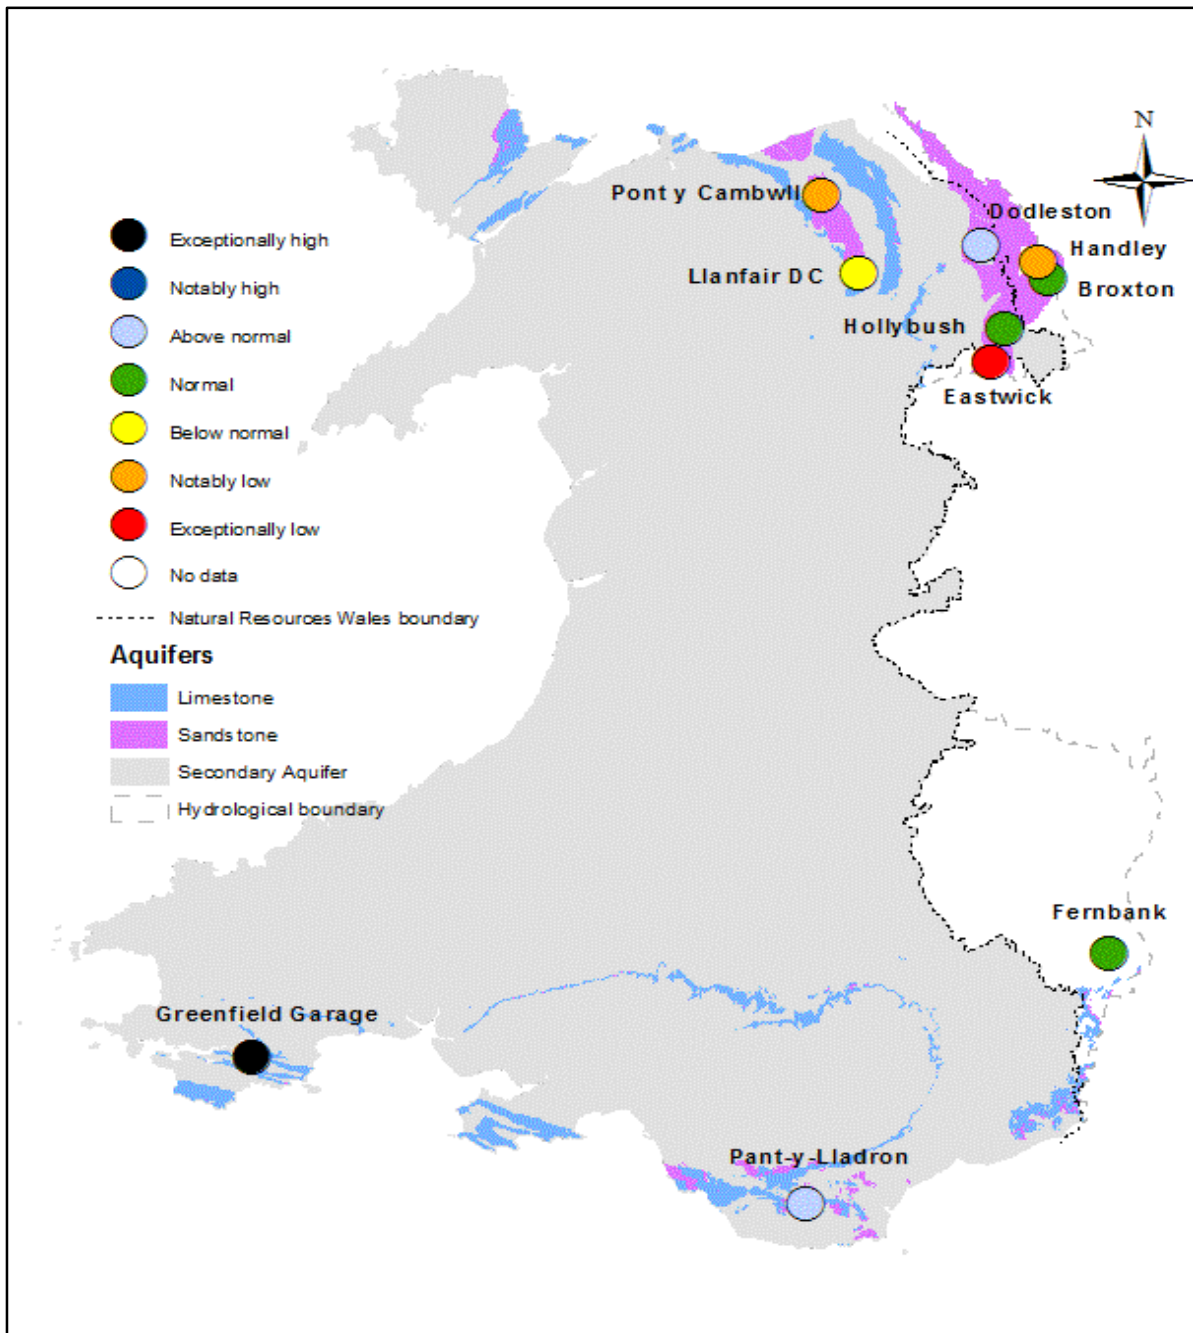 N
Pont y Cambwll
Dodleston
Handley
Llanfair DC
Broxton
Hollybush
Eastwick
Exceptionally high
Notably high
Above normal
Normal
Below normal
Notably low
Exceptionally low
No data
Natural Resources Wales boundary
Aquifers
Limestone
Sandstone
Secondary Aquifer
Hydrological boundary
Fernbank
Greenfield Garage
Pant-y-Lladron